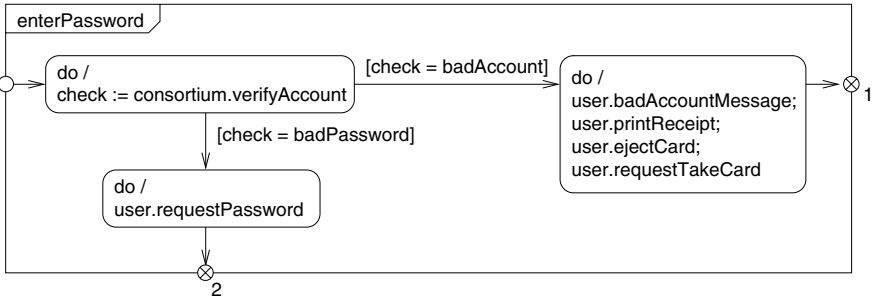 enterPassword
do /
check := consortium.verifyAccount
[check = badAccount]
do /
user.badAccountMessage;
user.printReceipt;
user.ejectCard;
user.requestTakeCard
1
[check = badPassword]
do /
user.requestPassword
2